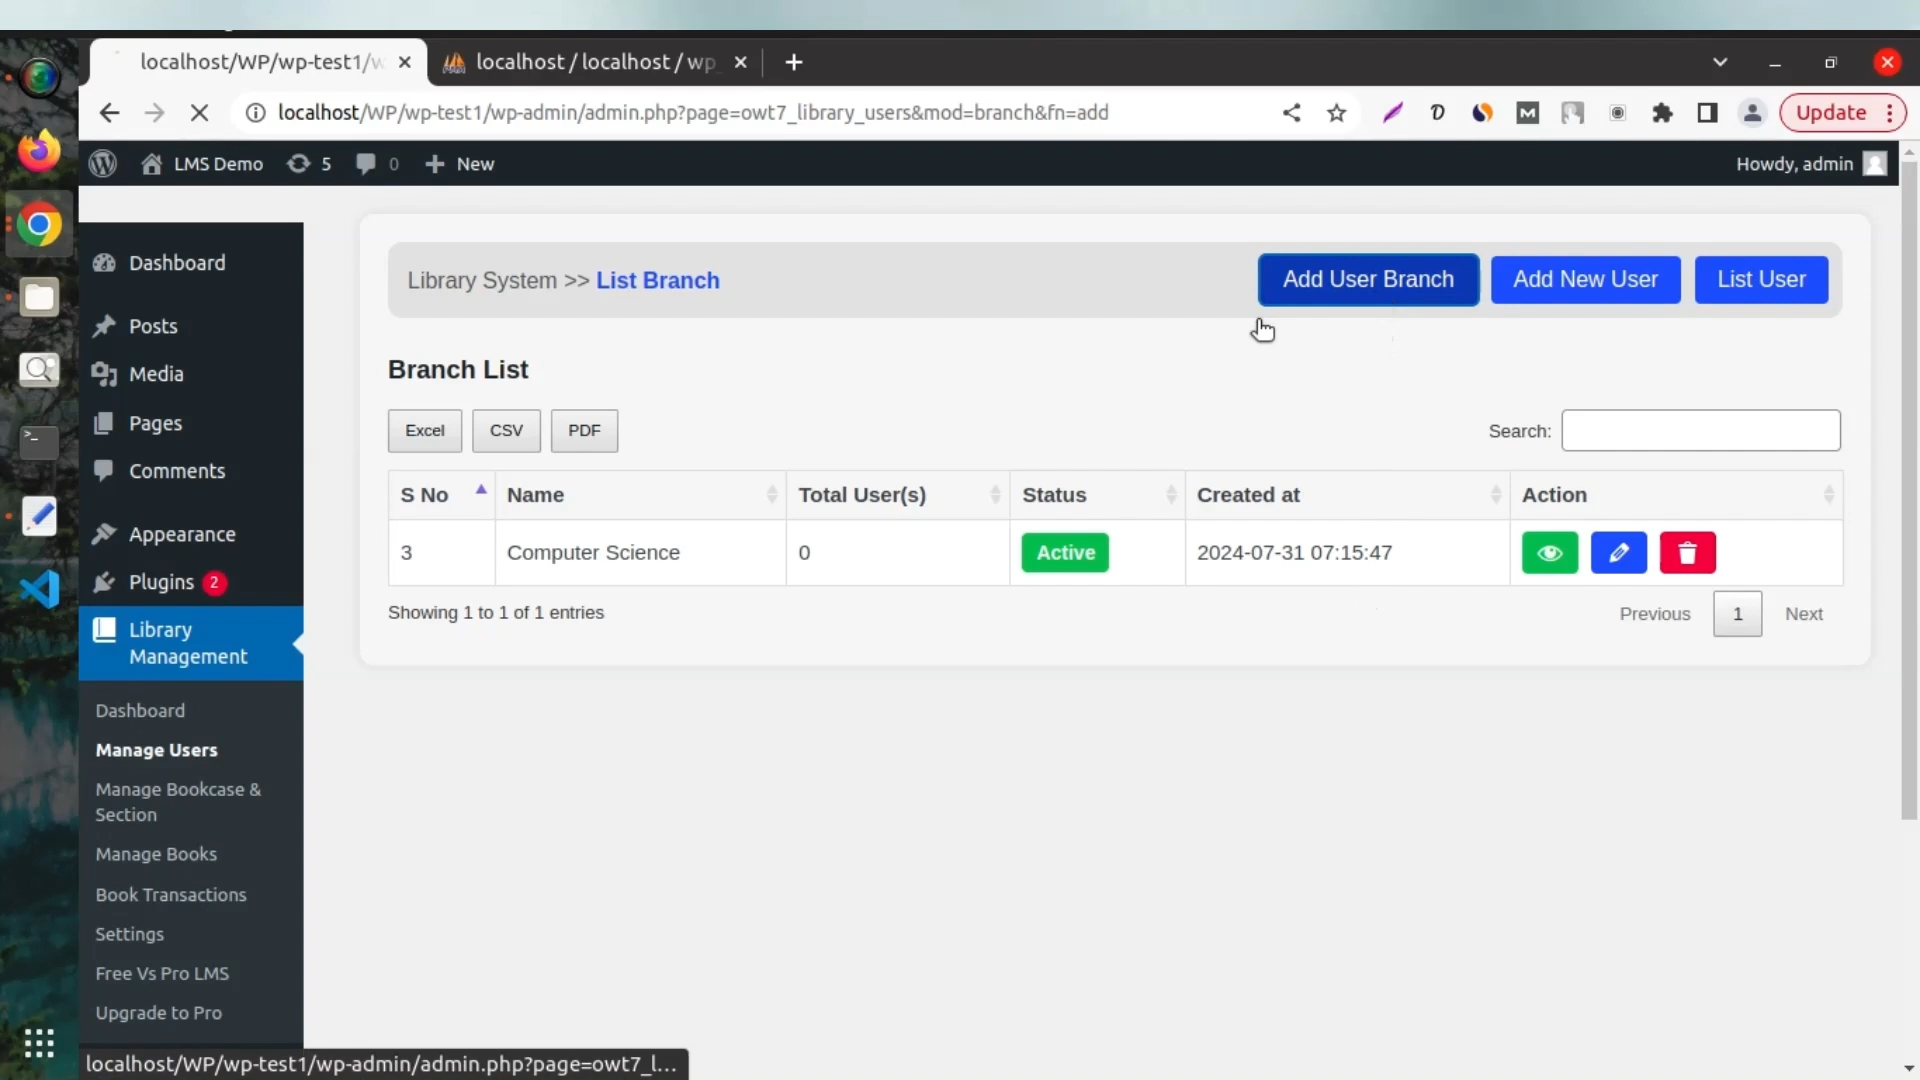 localhost/WP/wp-test1/w
localhost / localhost / wp_
localhost/WP/wp-test1/wp-admin/admin.php?page=owt7_library_users&mod=branch&fn=add
Update
LMS Demo
5
0
New
Howdy, admin
Dashboard
Posts
Media
Pages
Comments
Appearance
Plugins 2
Library
Management
Dashboard
Manage Users
Manage Bookcase &
Section
Manage Books
Book Transactions
Settings
Free Vs Pro LMS
Upgrade to Pro
Library System >> List Branch
Add User Branch
Add New User
List User
Branch List
Excel
CSV
PDF
Search:
S No Name Total User(s) Status Created at Action
3 Computer Science 0 Active 2024-07-31 07:15:47
Showing 1 to 1 of 1 entries
Previous 1 Next
localhost/WP/wp-test1/wp-admin/admin.php?page=owt7_l...